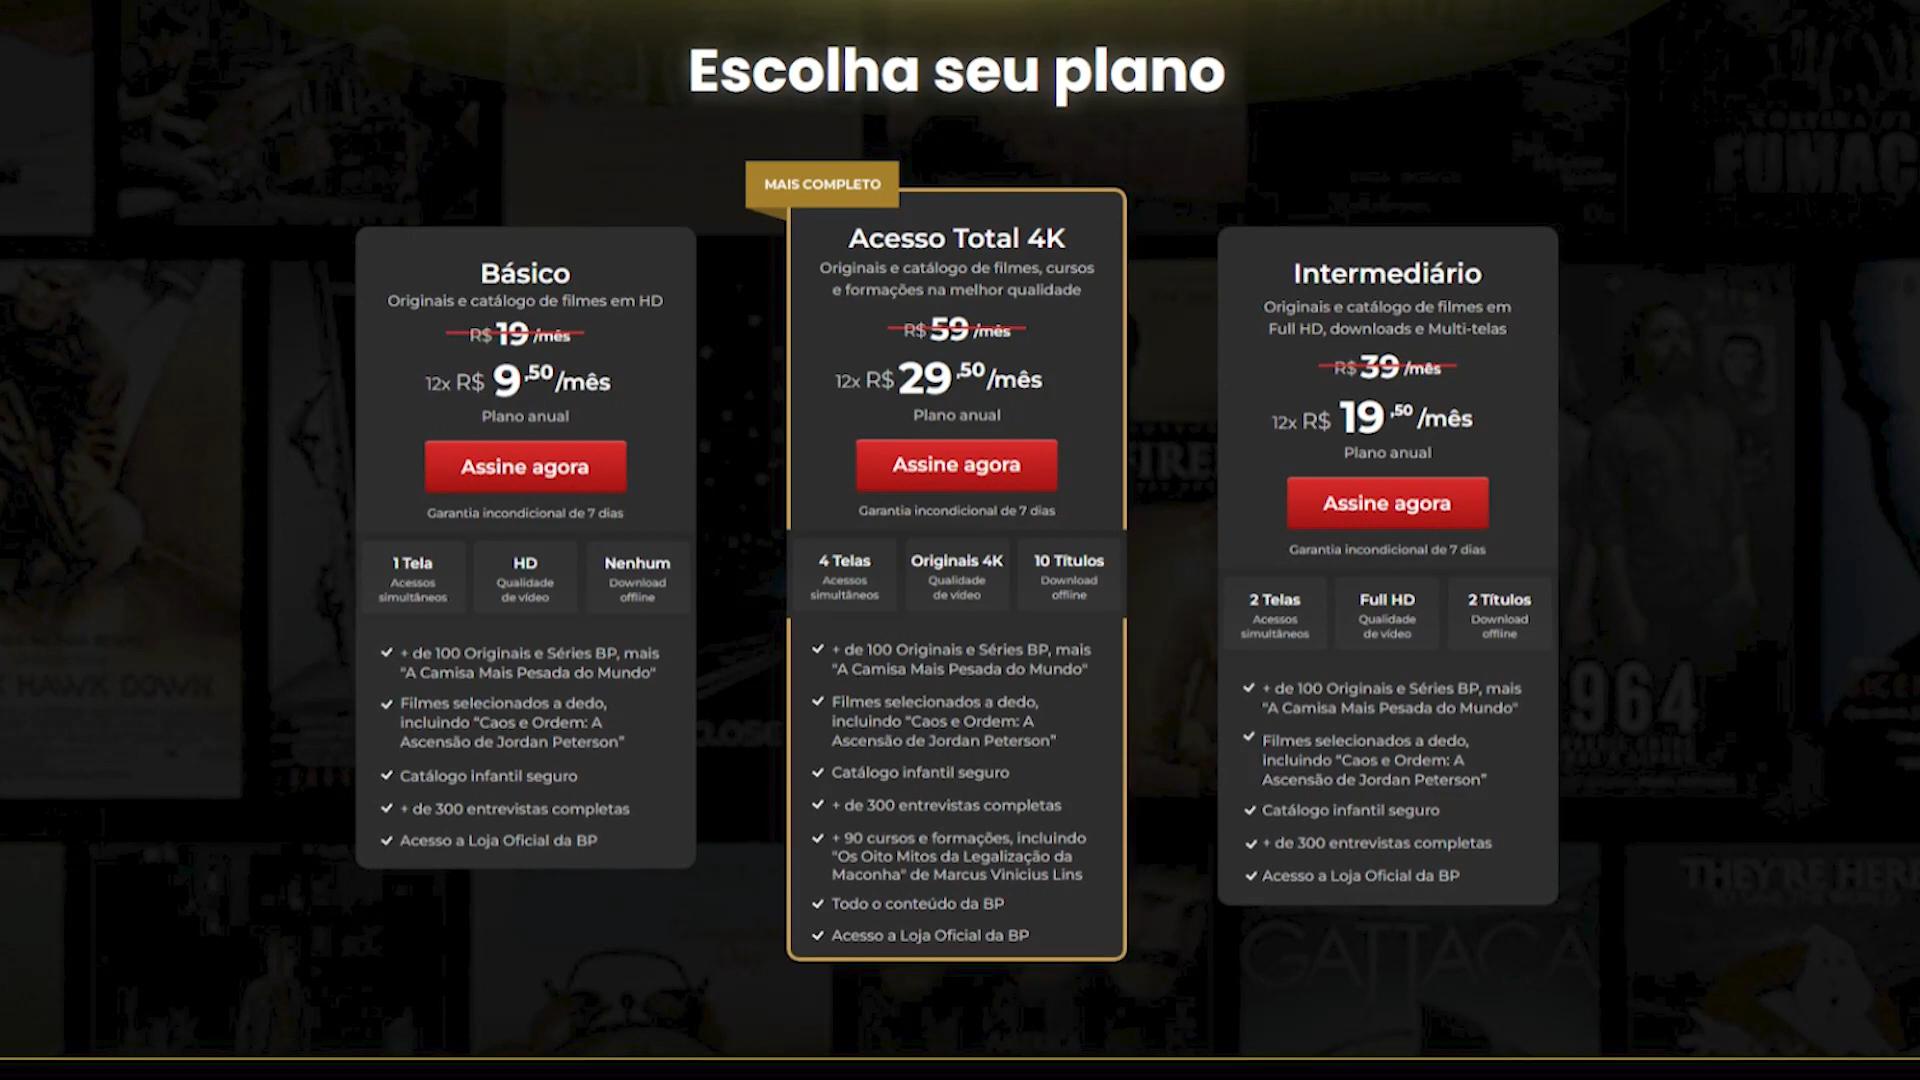 Escolha seu plano
Básico
Originais e catálogo de filmes em HD
R$ 19 /mês
12x R$ 9,50/mês
Plano anual
Assine agora
Garantia incondicional de 7 dias
1 Tela
Acessos
simultâneos
HD
Qualidade
de vídeo
Nenhum
Download
offline
+ de 100 Originais e Séries BP, mais
"A Camisa Mais Pesada do Mundo"
Filmes selecionados a dedo,
incluindo "Caos e Ordem: A
Ascensão de Jordan Peterson"
Catálogo infantil seguro
+ de 300 entrevistas completas
Acesso a Loja Oficial da BP
MAIS COMPLETO
Acesso Total 4K
Originais e catálogo de filmes, cursos
e formações na melhor qualidade
R$ 59 /mês
12x R$ 29,50/mês
Plano anual
Assine agora
Garantia incondicional de 7 dias
4 Telas
Acessos
simultâneos
Originais 4K
Qualidade
de vídeo
10 Títulos
Download
offline
+ de 100 Originais e Séries BP, mais
"A Camisa Mais Pesada do Mundo"
Filmes selecionados a dedo,
incluindo "Caos e Ordem: A
Ascensão de Jordan Peterson"
Catálogo infantil seguro
+ de 300 entrevistas completas
+ 90 cursos e formações, incluindo
"Os Oito Mitos da Legalização da
Maconha" de Marcus Vinicius Lins
Todo o conteúdo da BP
Acesso a Loja Oficial da BP
Intermediário
Originais e catálogo de filmes em
Full HD, downloads e Multi-telas
R$ 39 /mês
12x R$ 19,50 /mês
Plano anual
Assine agora
Garantia incondicional de 7 dias
2 Telas
Acessos
simultâneos
Full HD
Qualidade
de vídeo
2 Títulos
Download
offline
+ de 100 Originais e Séries BP, mais
"A Camisa Mais Pesada do Mundo"
Filmes selecionados a dedo,
incluindo "Caos e Ordem: A
Ascensão de Jordan Peterson"
Catálogo infantil seguro
+ de 300 entrevistas completas
Acesso a Loja Oficial da BP
FUMAÇ
HAWK DOWN
1964
THEY'RE HER
GATTACA